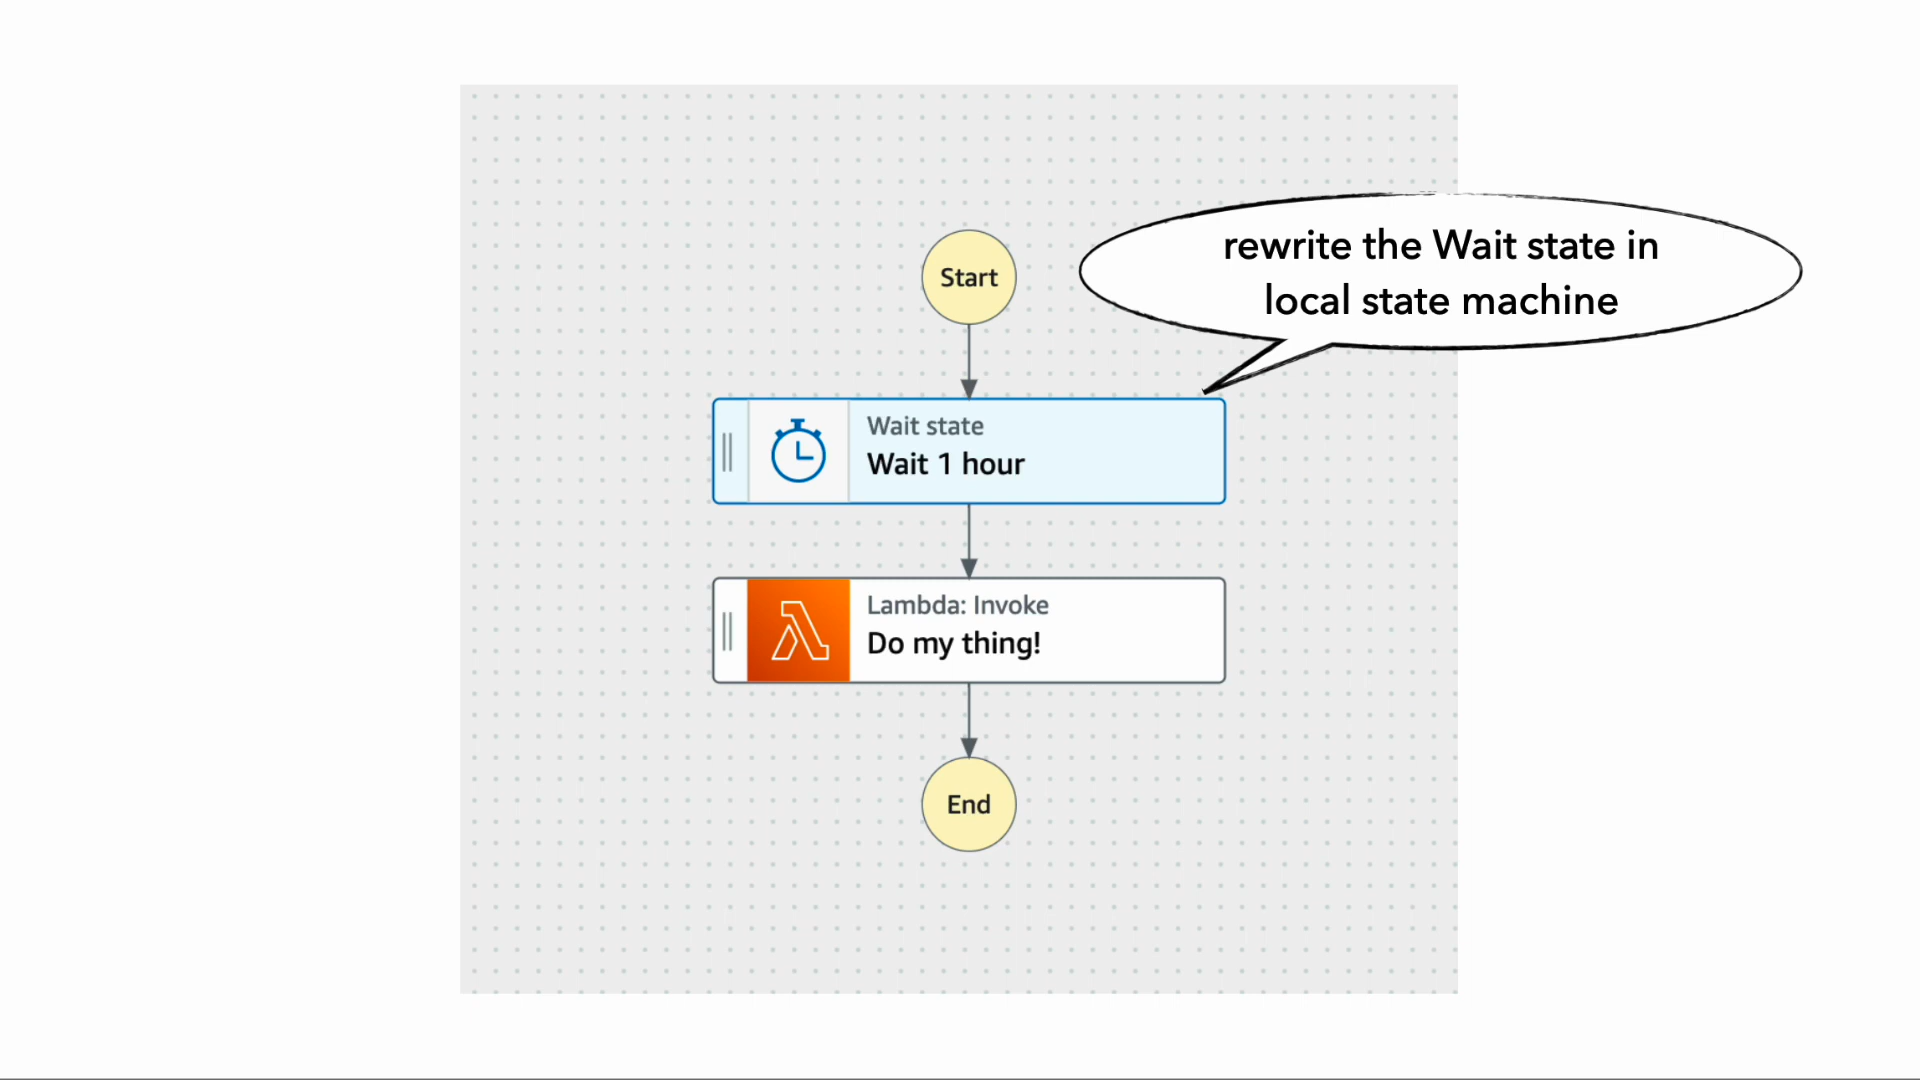 Start
rewrite the Wait state in
local state machine
Wait state
Wait 1 hour
Lambda: Invoke
Do my thing!
End